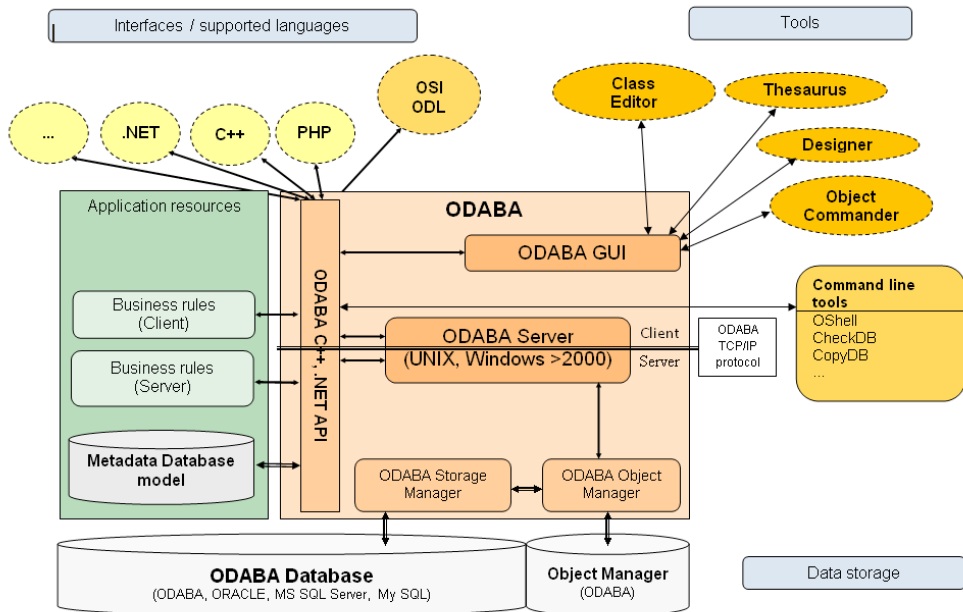 Interfaces / supported languages
Tools
...
.NET
C++
PHP
OSI
ODL
Class
Editor
Thesaurus
Designer
Object
Commander
Application resources
ODABA
ODABA GUI
ODABA C++, .NET API
Business rules
(Client)
Business rules
(Server)
Metadata Database
model
ODABA Server
(UNIX, Windows >2000)
Client
Server
ODABA
TCP/IP
protocol
Command line
tools
OShell
CheckDB
CopyDB
...
ODABA Storage
Manager
ODABA Object
Manager
ODABA Database
(ODABA, ORACLE, MS SQL Server, My SQL)
Object Manager
(ODABA)
Data storage